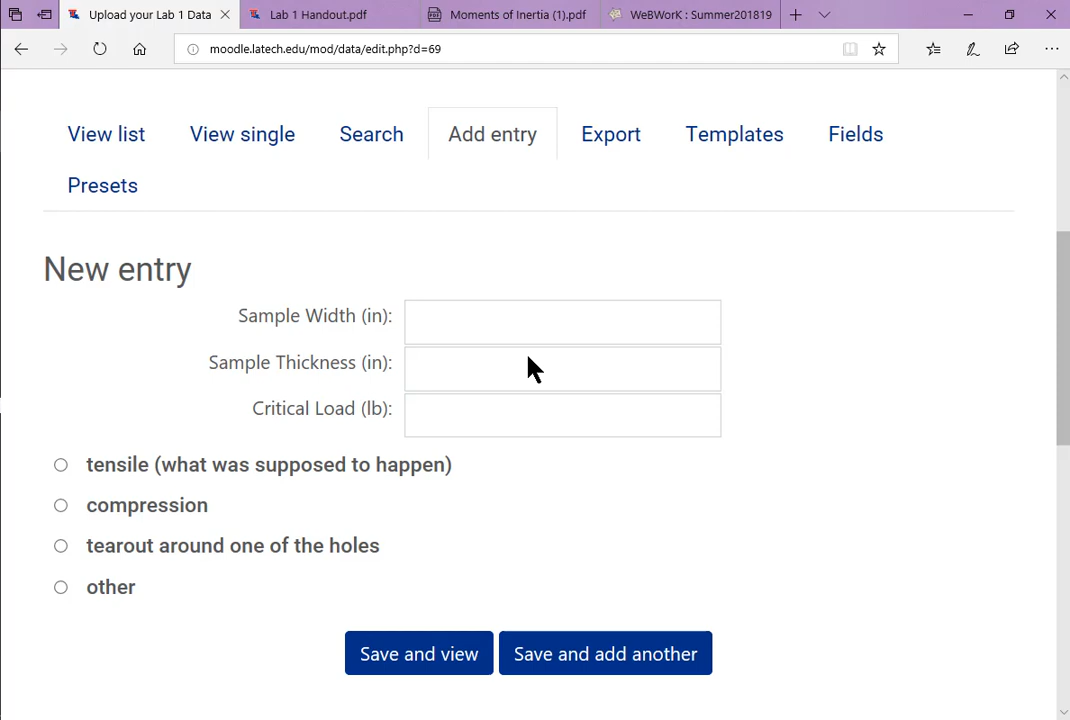 Upload your Lab 1 Data
Lab 1 Handout.pdf
Moments of Inertia (1).pdf
WeBWorK : Summer201819
moodle.latech.edu/mod/data/edit.php?d=69
View list
View single
Search
Add entry
Export
Templates
Fields
Presets
New entry
Sample Width (in):
Sample Thickness (in):
Critical Load (lb):
tensile (what was supposed to happen)
compression
tearout around one of the holes
other
Save and view
Save and add another